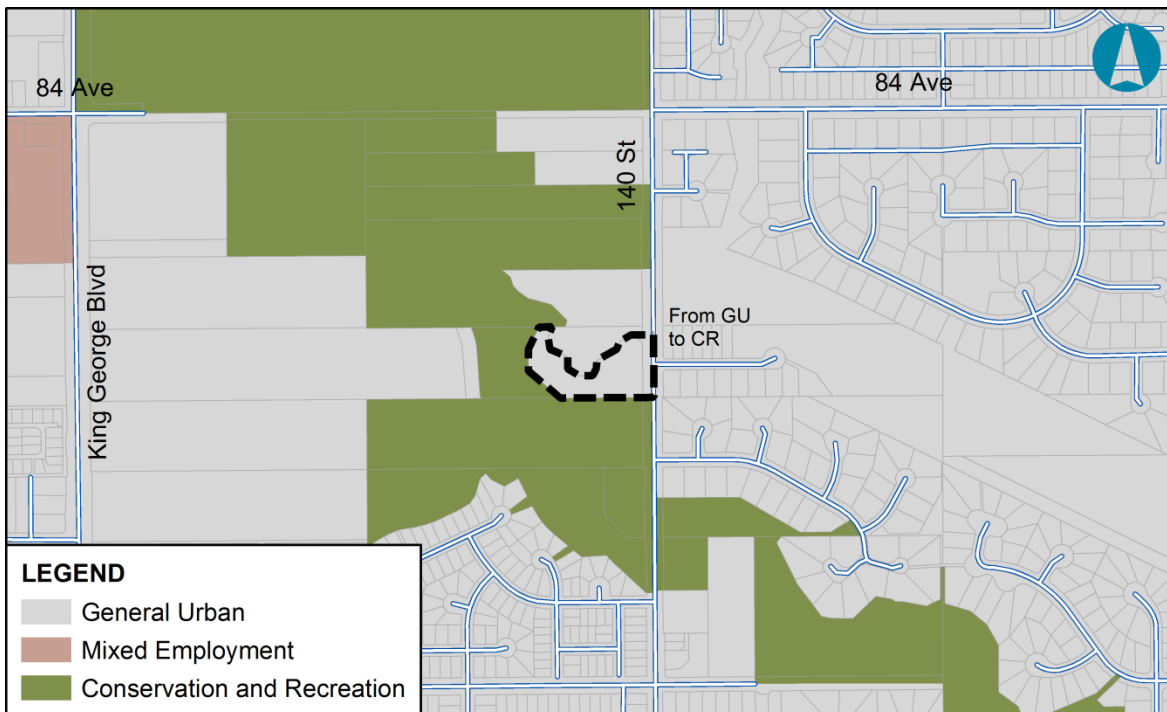 84 Ave
84 Ave
140 St
King George Blvd
From GU
to CR
LEGEND
General Urban
Mixed Employment
Conservation and Recreation